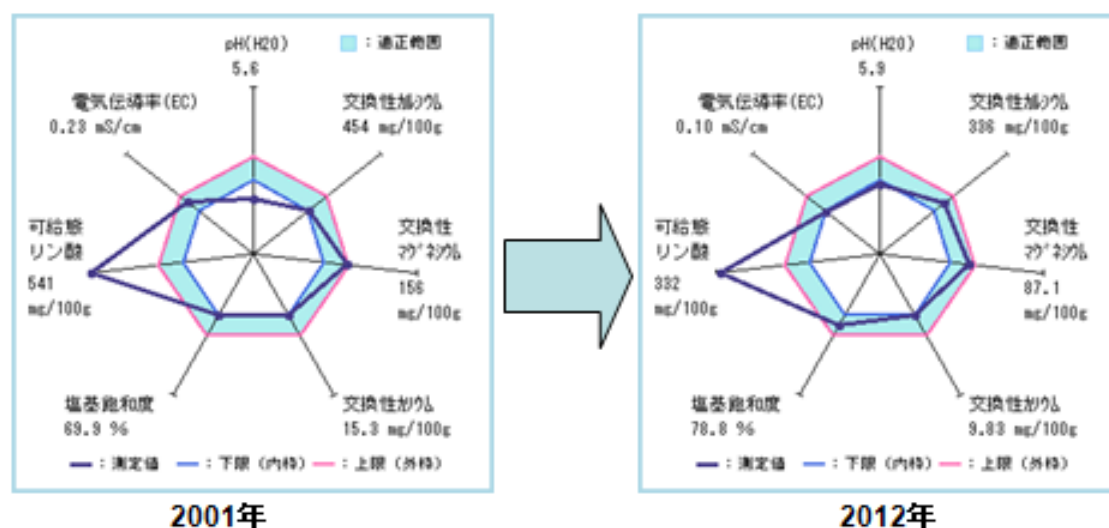 pH(H2O)
5.6
：適正範囲
電気伝導率(EC)
0.23 mS/cm
交換性ｶﾙｼｳﾑ
454 mg/100g
可給態
リン酸
541
mg/100g
交換性
ﾏｸﾞﾈｼｳﾑ
156
mg/100g
塩基飽和度
69.9 %
交換性ｶﾘｳﾑ
15.3 mg/100g
：測定値
：下限（内枠）
：上限（外枠）
2001年
pH(H2O)
5.9
：適正範囲
電気伝導率(EC)
0.10 mS/cm
交換性ｶﾙｼｳﾑ
336 mg/100g
可給態
リン酸
332
mg/100g
交換性
ﾏｸﾞﾈｼｳﾑ
87.1
mg/100g
塩基飽和度
78.8 %
交換性ｶﾘｳﾑ
9.83 mg/100g
：測定値
：下限（内枠）
：上限（外枠）
2012年